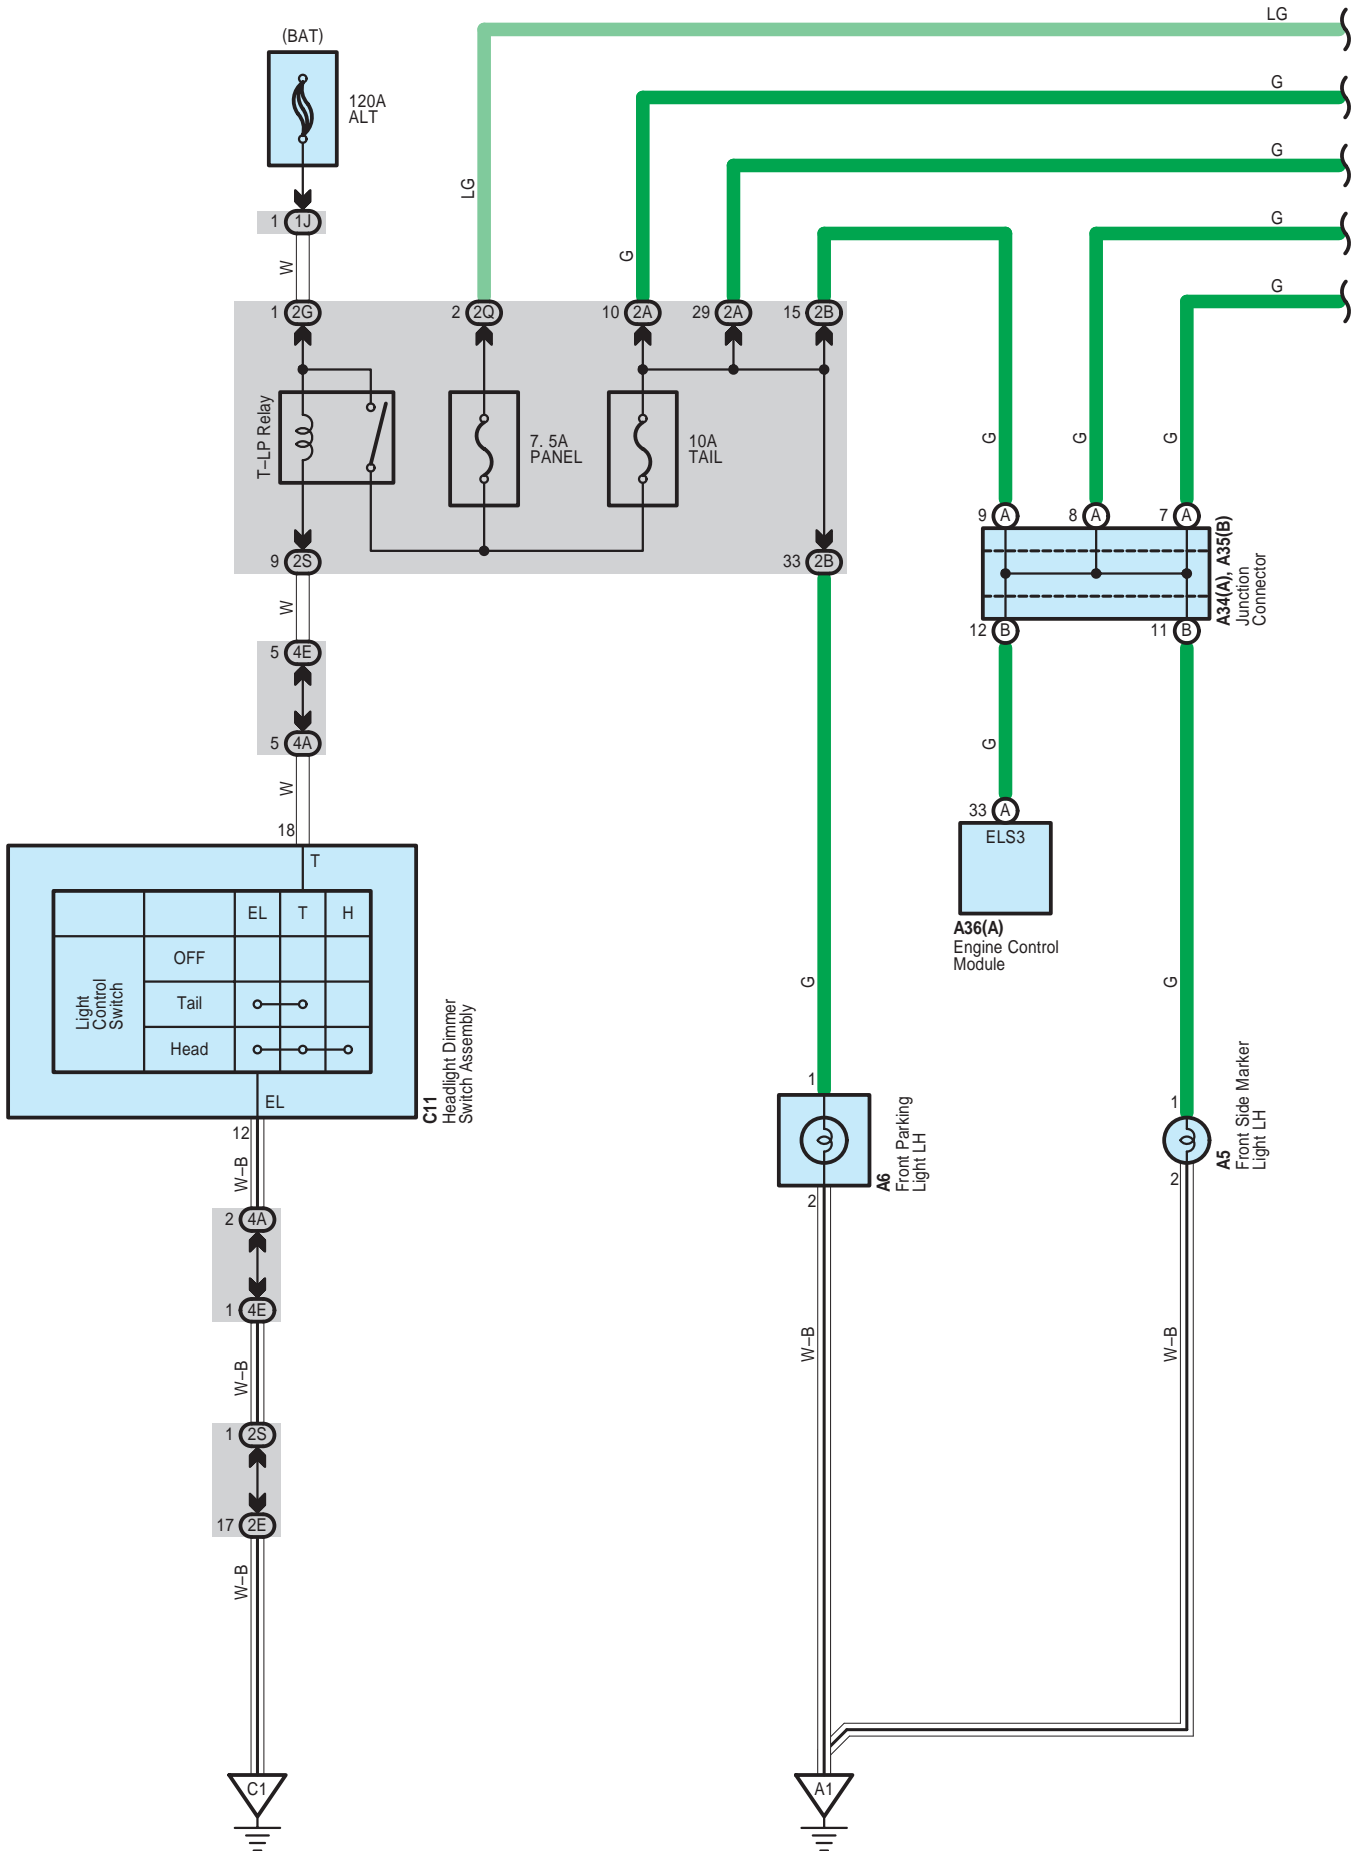 LG
(BAT)
120A
ALT
G
G
G
G
LG
G
W
1 1J
1 2G
2 2Q
10 2A
29 2A
15 2B
T–LP Relay
7. 5A
PANEL
10A
TAIL
9 2S
33 2B
W
5 4E
5 4A
W
18
T
EL T H
OFF
Tail
Head
Light
Control
Switch
EL
C11
Headlight Dimmer
Switch Assembly
12
W–B
2 4A
1 4E
W–B
1 2S
17 2E
W–B
C1
G
G
G
9 A
8 A
7 A
A34(A), A35(B)
Junction
Connector
12 B
11 B
G
33 A
ELS3
A36(A)
Engine Control
Module
G
G
1
A6
Front Parking
Light LH
2
1
A5
Front Side Marker
Light LH
2
W–B
W–B
A1